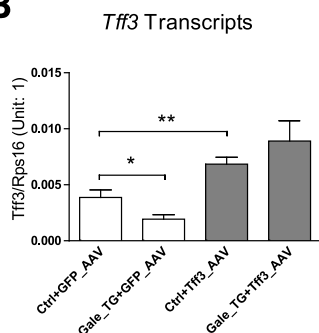 B
Tff3 Transcripts
Tff3/Rps16 (Unit: 1)
0.015
0.010
0.005
0.000
**
*
Ctrl+GFP_AAV
Gale_TG+GFP_AAV
Ctrl+Tff3_AAV
Gale_TG+Tff3_AAV